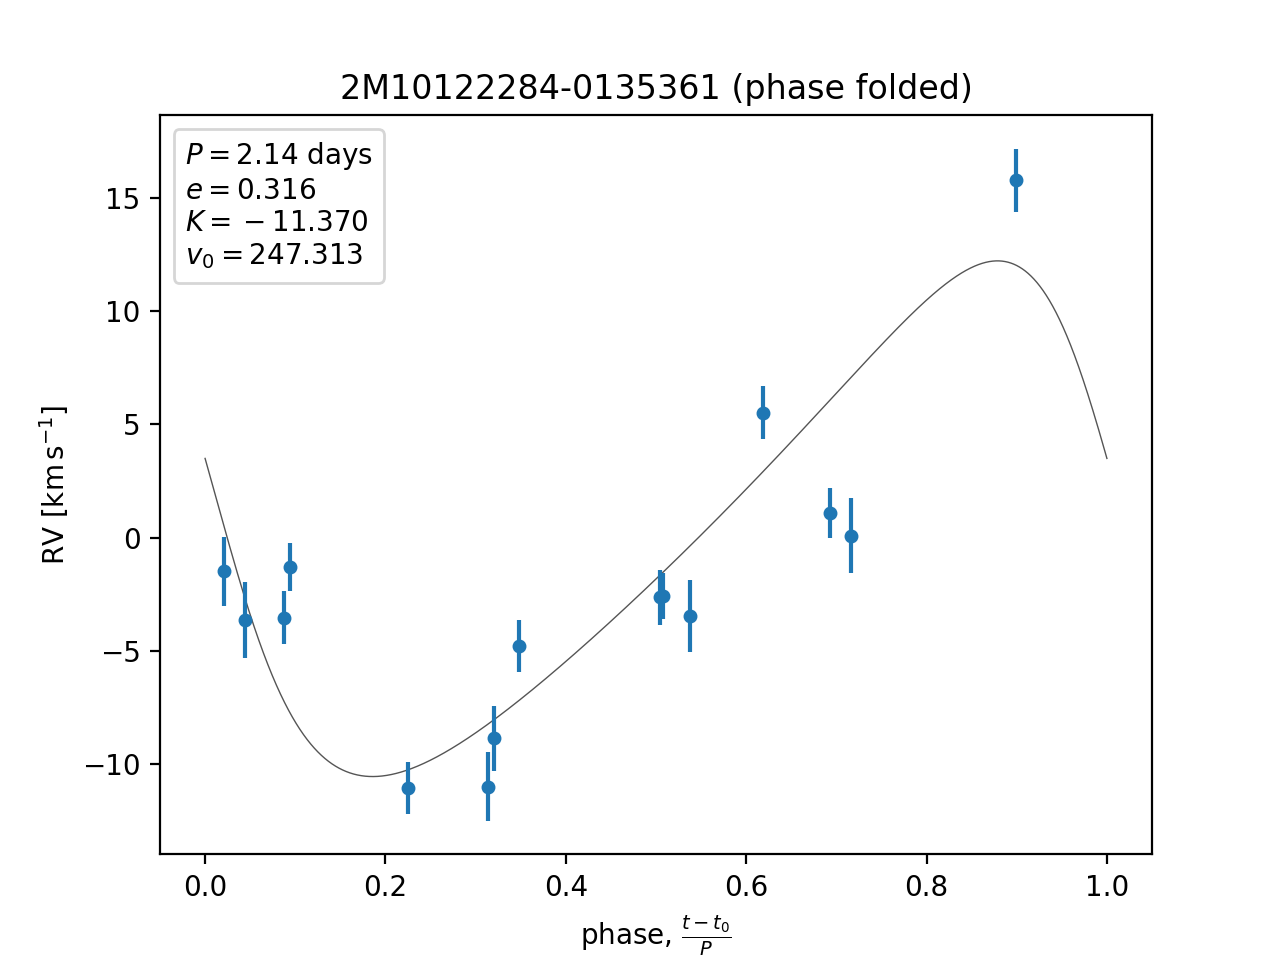 2M10122284-0135361 (phase folded)
P = 2.14 days
e = 0.316
K = −11.370
v₀ = 247.313
15
10
5
0
−5
−10
RV [km s⁻¹]
0.0 0.2 0.4 0.6 0.8 1.0
phase, (t − t₀)/P